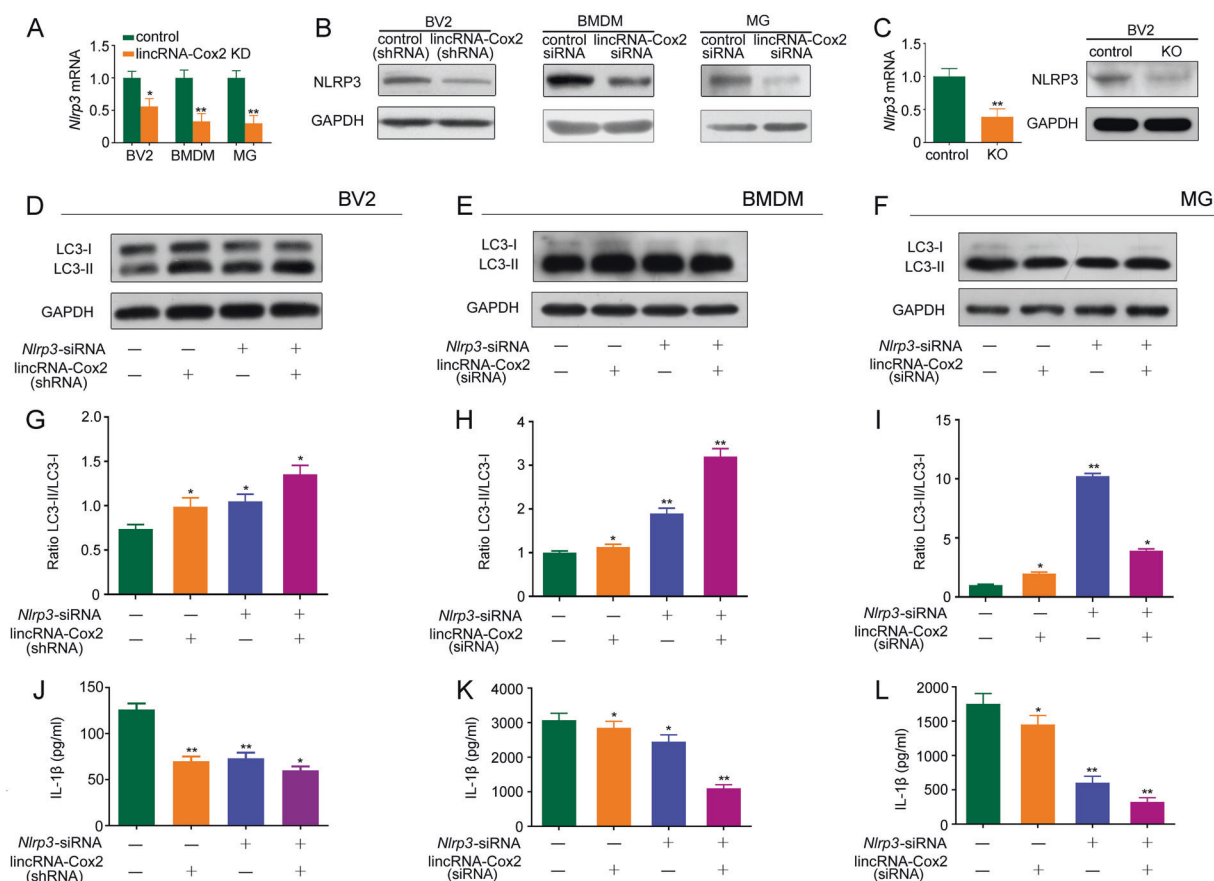 A
control
lincRNA-Cox2 KD
Nlrp3 mRNA
1.5
1.0
0.5
0
* ** **
BV2 BMDM MG
B
BV2 BMDM MG
control lincRNA-Cox2 control lincRNA-Cox2 control lincRNA-Cox2
(shRNA) (shRNA) siRNA siRNA siRNA siRNA
NLRP3
GAPDH
C
Nlrp3 mRNA
1.5
1.0
0.5
0
**
control KO
BV2
control KO
NLRP3
GAPDH
D BV2
LC3-I
LC3-II
GAPDH
Nlrp3-siRNA — — + +
lincRNA-Cox2 — + — +
(shRNA)
E BMDM
LC3-I
LC3-II
GAPDH
Nlrp3-siRNA — — + +
lincRNA-Cox2 — + — +
(siRNA)
F MG
LC3-I
LC3-II
GAPDH
Nlrp3-siRNA — — + +
lincRNA-Cox2 — + — +
(siRNA)
G
Ratio LC3-II/LC3-I
2.0
1.5
1.0
0.5
0.0
* * *
Nlrp3-siRNA — — + +
lincRNA-Cox2 — + — +
(shRNA)
H
Ratio LC3-II/LC3-I
4
3
2
1
0
* ** **
Nlrp3-siRNA — — + +
lincRNA-Cox2 — + — +
(siRNA)
I
Ratio LC3-II/LC3-I
15
10
5
0
* ** *
Nlrp3-siRNA — — + +
lincRNA-Cox2 — + — +
(siRNA)
J
IL-1β (pg/ml)
150
100
50
0
** ** *
Nlrp3-siRNA — — + +
lincRNA-Cox2 — + — +
(shRNA)
K
IL-1β (pg/ml)
4000
3000
2000
1000
0
* * **
Nlrp3-siRNA — — + +
lincRNA-Cox2 — + — +
(siRNA)
L
IL-1β (pg/ml)
2000
1500
1000
500
0
* ** **
Nlrp3-siRNA — — + +
lincRNA-Cox2 — + — +
(siRNA)